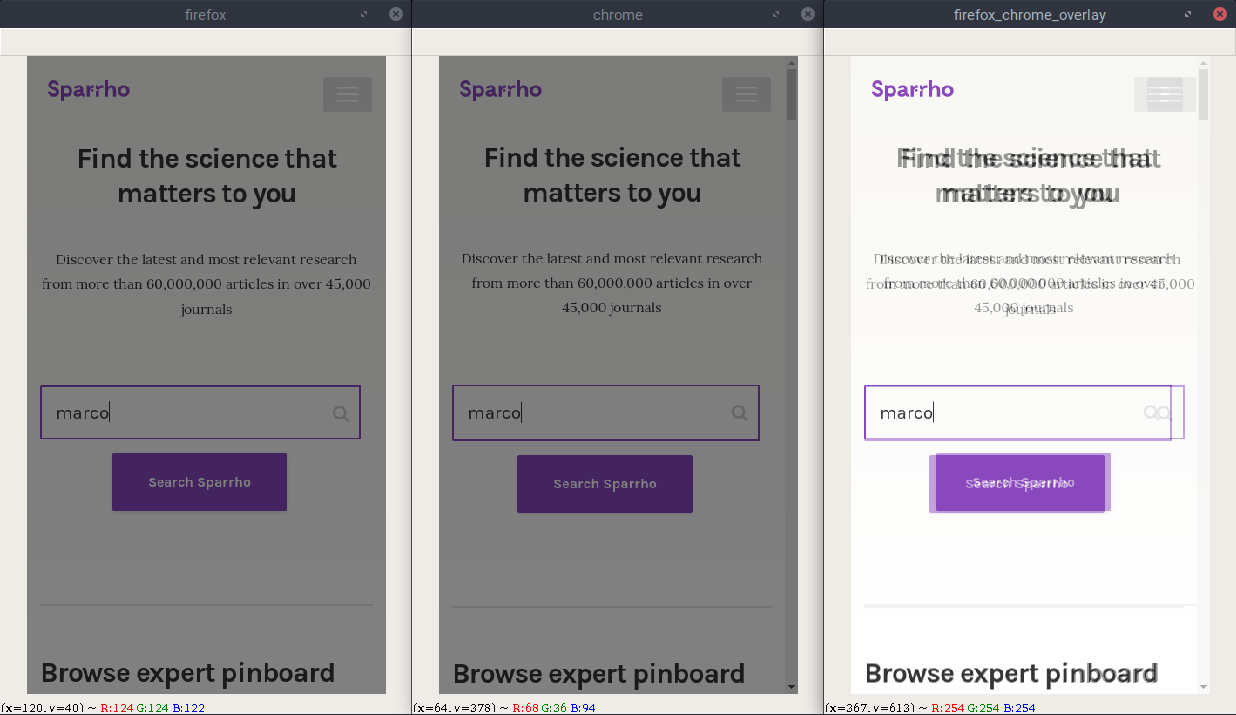 firefox
Sparrho
Find the science that
matters to you
Discover the latest and most relevant research
from more than 60,000,000 articles in over 45,000
journals
marco
Search Sparrho
Browse expert pinboard
(x=120, y=40) ~ R:124 G:124 B:122
chrome
Sparrho
Find the science that
matters to you
Discover the latest and most relevant research
from more than 60,000,000 articles in over
45,000 journals
marco
Search Sparrho
Browse expert pinboard
(x=64, y=378) ~ R:68 G:36 B:94
firefox_chrome_overlay
Sparrho
Find the science that
matters to you
Discover the latest and most relevant research
from more than 60,000,000 articles in over 45,000
45,000 journals
journals
marco
Search Sparrho
Browse expert pinboard
(x=367, y=613) ~ R:254 G:254 B:254